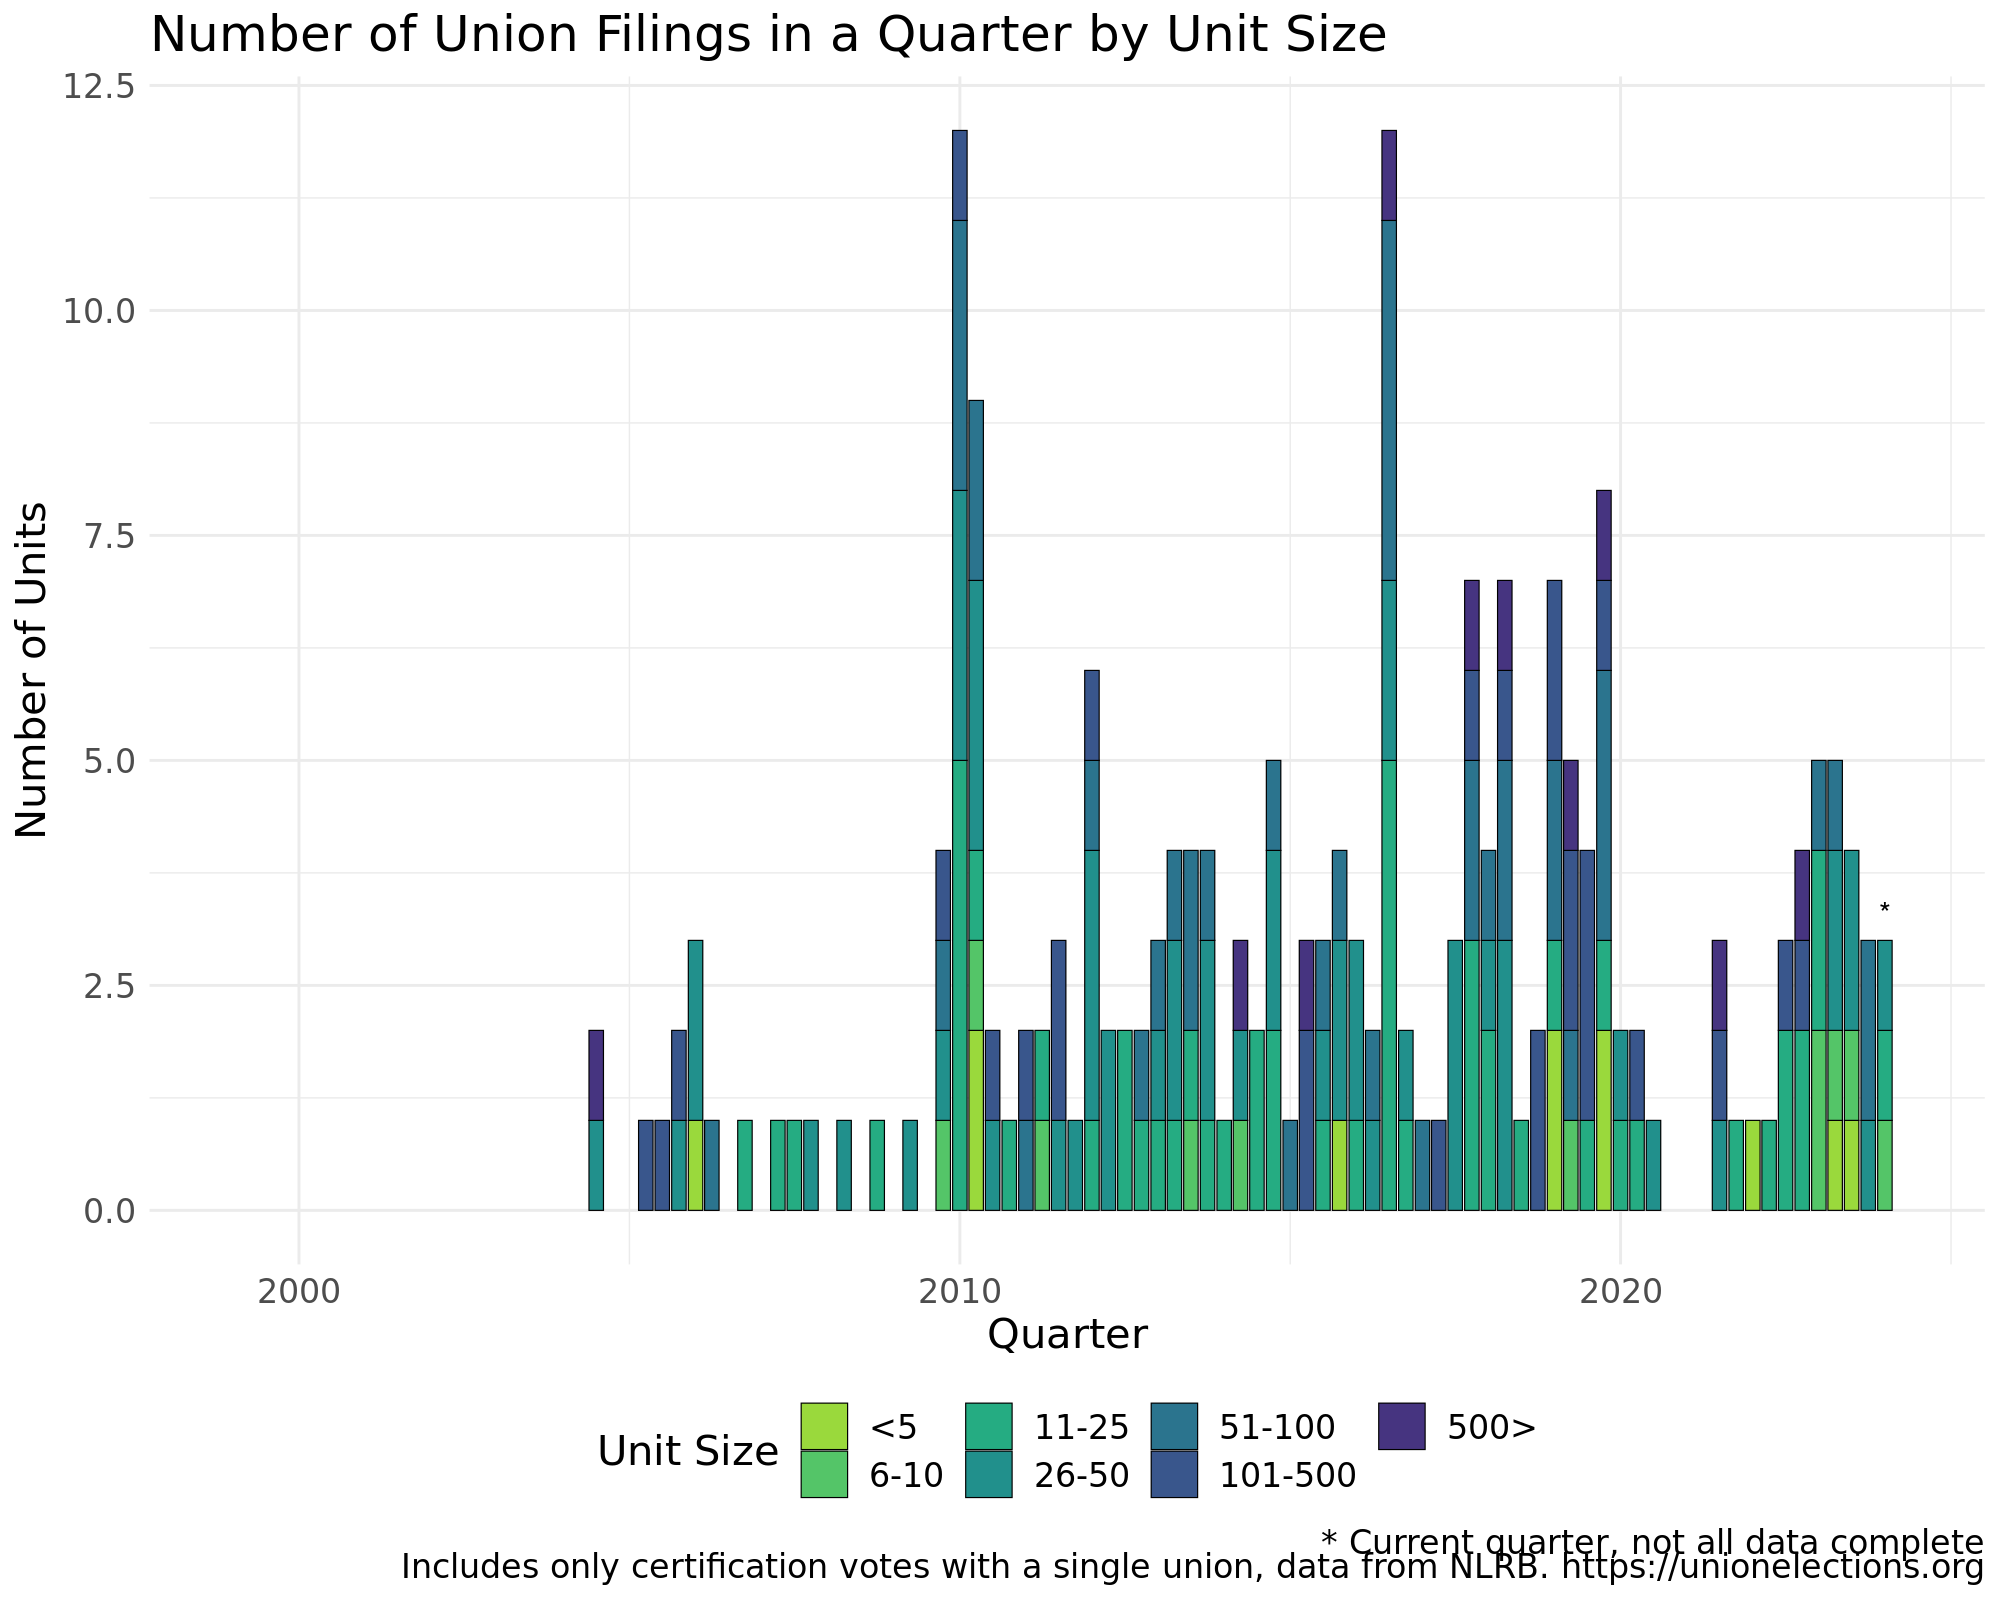 Number of Union Filings in a Quarter by Unit Size
12.5
10.0
7.5
5.0
2.5
0.0
Number of Units
*
2000 2010 2020
Quarter
Unit Size
<5 11-25 51-100 500>
6-10 26-50 101-500
* Current quarter, not all data complete
Includes only certification votes with a single union, data from NLRB. https://unionelections.org